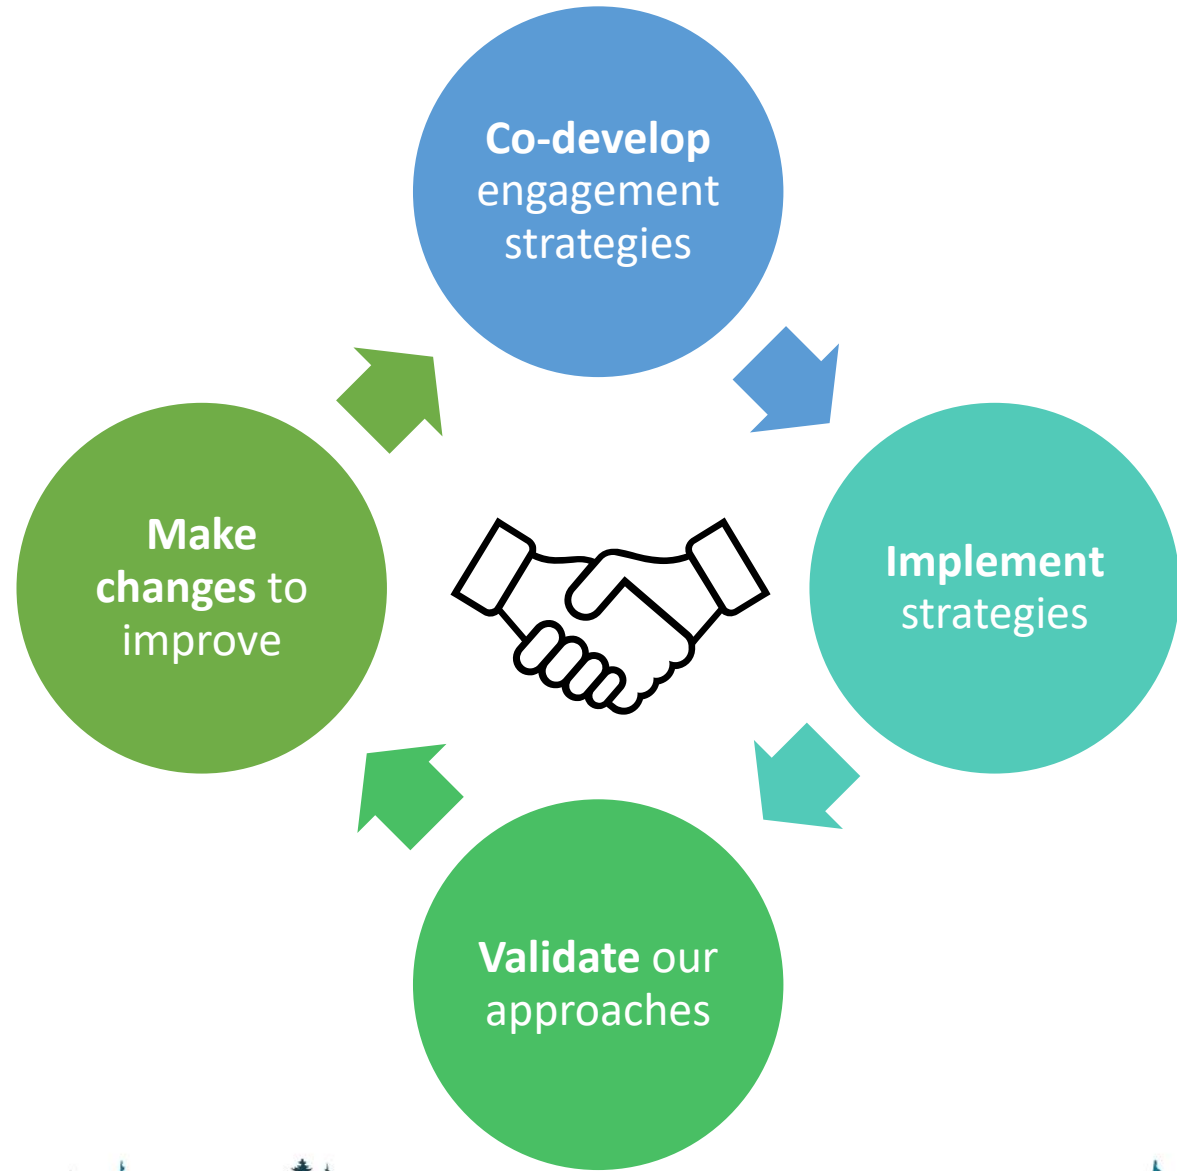 Co-develop
engagement
strategies
Implement
strategies
Validate our
approaches
Make
changes to
improve